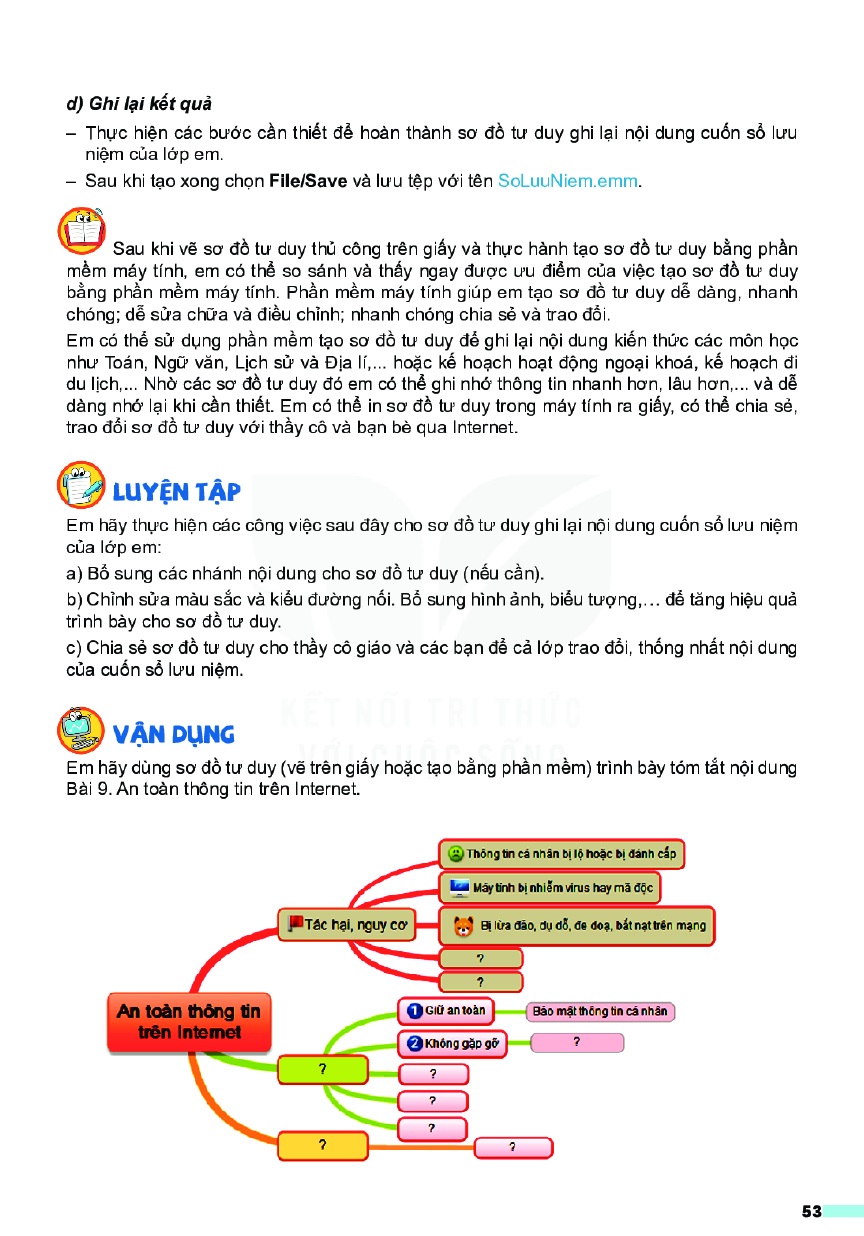 d) Ghi lại kết quả
– Thực hiện các bước cần thiết để hoàn thành sơ đồ tư duy ghi lại nội dung cuốn sổ lưu
niệm của lớp em.
– Sau khi tạo xong chọn File/Save và lưu tệp với tên SoLuuNiem.emm.
Sau khi vẽ sơ đồ tư duy thủ công trên giấy và thực hành tạo sơ đồ tư duy bằng phần
mềm máy tính, em có thể so sánh và thấy ngay được ưu điểm của việc tạo sơ đồ tư duy
bằng phần mềm máy tính. Phần mềm máy tính giúp em tạo sơ đồ tư duy dễ dàng, nhanh
chóng; dễ sửa chữa và điều chỉnh; nhanh chóng chia sẻ và trao đổi.
Em có thể sử dụng phần mềm tạo sơ đồ tư duy để ghi lại nội dung kiến thức các môn học
như Toán, Ngữ văn, Lịch sử và Địa lí,... hoặc kế hoạch hoạt động ngoại khoá, kế hoạch đi
du lịch,... Nhờ các sơ đồ tư duy đó em có thể ghi nhớ thông tin nhanh hơn, lâu hơn,... và dễ
dàng nhớ lại khi cần thiết. Em có thể in sơ đồ tư duy trong máy tính ra giấy, có thể chia sẻ,
trao đổi sơ đồ tư duy với thầy cô và bạn bè qua Internet.
LUYỆN TẬP
Em hãy thực hiện các công việc sau đây cho sơ đồ tư duy ghi lại nội dung cuốn sổ lưu niệm
của lớp em:
a) Bổ sung các nhánh nội dung cho sơ đồ tư duy (nếu cần).
b) Chỉnh sửa màu sắc và kiểu đường nối. Bổ sung hình ảnh, biểu tượng,… để tăng hiệu quả
trình bày cho sơ đồ tư duy.
c) Chia sẻ sơ đồ tư duy cho thầy cô giáo và các bạn để cả lớp trao đổi, thống nhất nội dung
của cuốn sổ lưu niệm.
KẾT NỐI TRI THỨC
VỚI CUỘC SỐNG
VẬN DỤNG
Em hãy dùng sơ đồ tư duy (vẽ trên giấy hoặc tạo bằng phần mềm) trình bày tóm tắt nội dung
Bài 9. An toàn thông tin trên Internet.
An toàn thông tin
trên Internet
Tác hại, nguy cơ
Thông tin cá nhân bị lộ hoặc bị đánh cắp
Máy tính bị nhiễm virus hay mã độc
Bị lừa đảo, dụ dỗ, đe doạ, bắt nạt trên mạng
?
?
?
1 Giữ an toàn
Bảo mật thông tin cá nhân
2 Không gặp gỡ
?
?
?
?
?
?
53